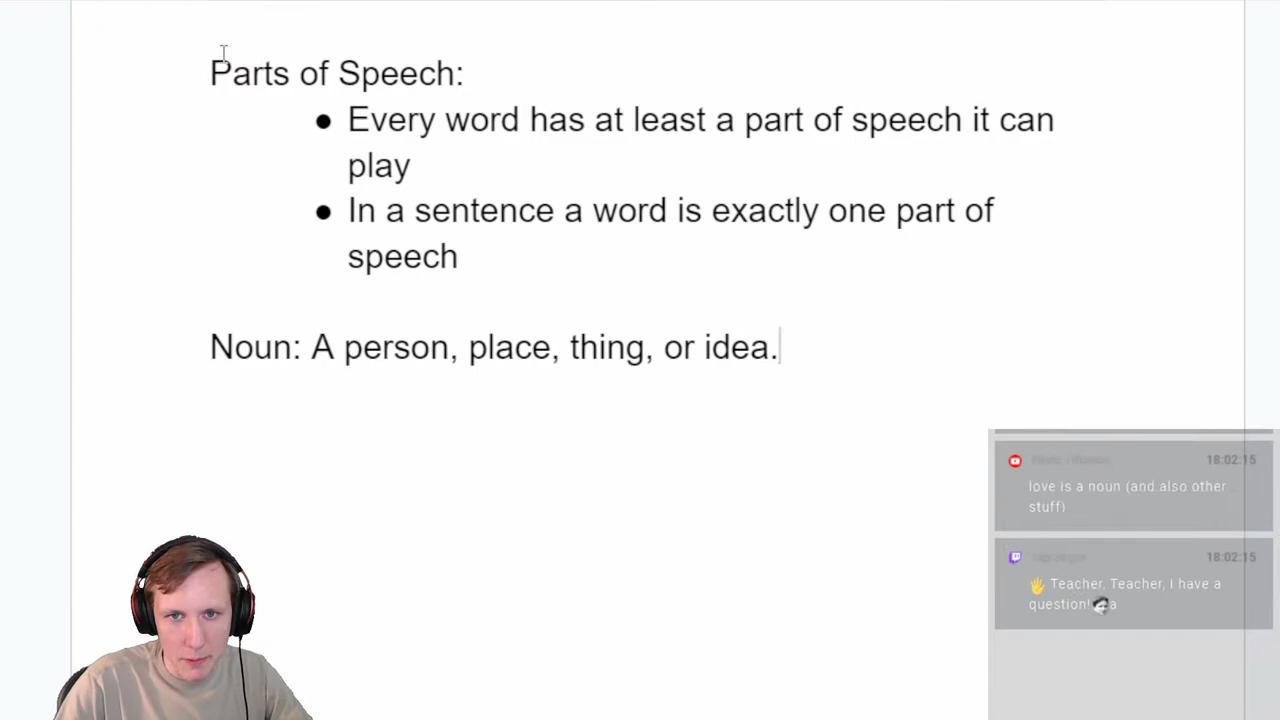 Parts of Speech:
● Every word has at least a part of speech it can
play
● In a sentence a word is exactly one part of
speech
Noun: A person, place, thing, or idea.
18:02:15
love is a noun (and also other
stuff)
18:02:15
🖐 Teacher, Teacher, I have a
question! a